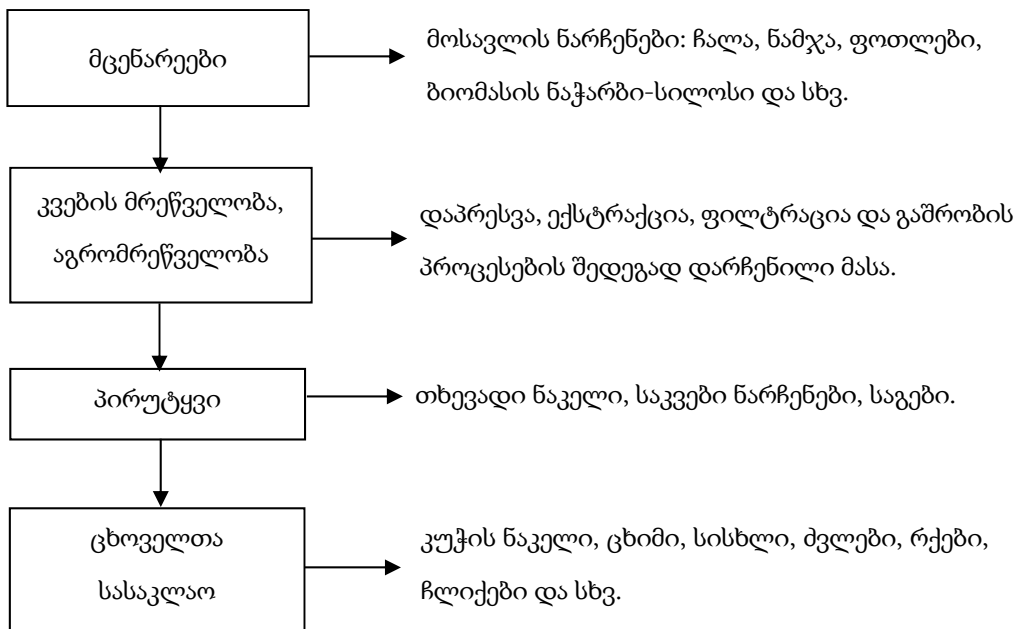 მცენარეები
მოსავლის ნარჩენები: ჩალა, ნამჯა, ფოთლები,
ბიომასის ნაჭარბი-სილოსი და სხვ.
კვების მრეწველობა,
აგრომრეწველობა
დაპრესვა, ექსტრაქცია, ფილტრაცია და გაშრობის
პროცესების შედეგად დარჩენილი მასა.
პირუტყვი
თხევადი ნაკელი, საკვები ნარჩენები, საგები.
ცხოველთა
სასაკლაო
კუჭის ნაკელი, ცხიმი, სისხლი, ძვლები, რქები,
ჩლიქები და სხვ.